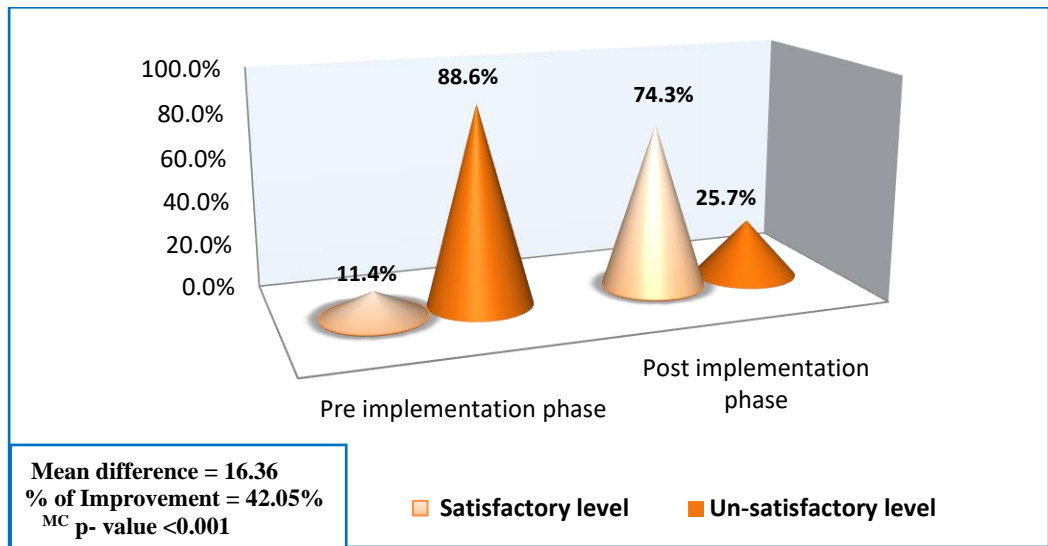 100.0%
80.0%
60.0%
40.0%
20.0%
0.0%
11.4%
88.6%
74.3%
25.7%
Pre implementation phase
Post implementation
phase
Mean difference = 16.36
% of Improvement = 42.05%
MC p- value <0.001
Satisfactory level
Un-satisfactory level